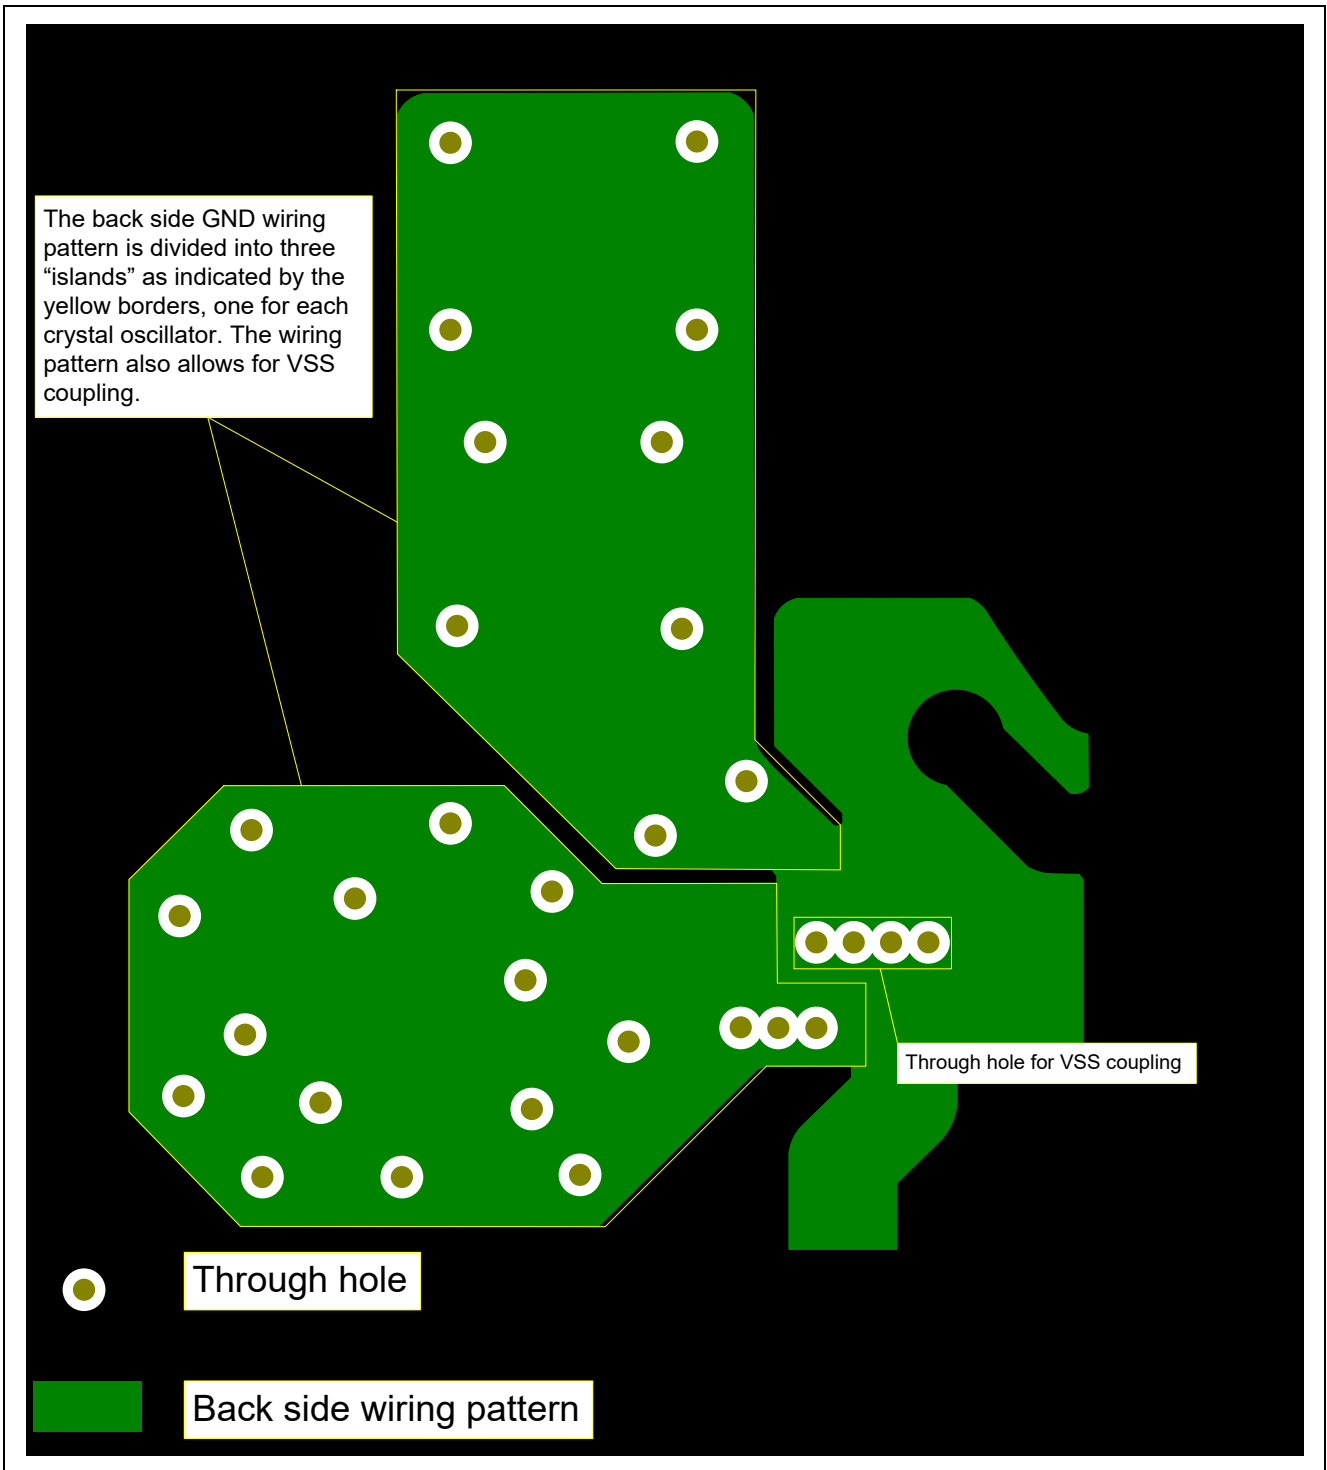 The back side GND wiring
pattern is divided into three
“islands” as indicated by the
yellow borders, one for each
crystal oscillator. The wiring
pattern also allows for VSS
coupling.
Through hole for VSS coupling
Through hole
Back side wiring pattern